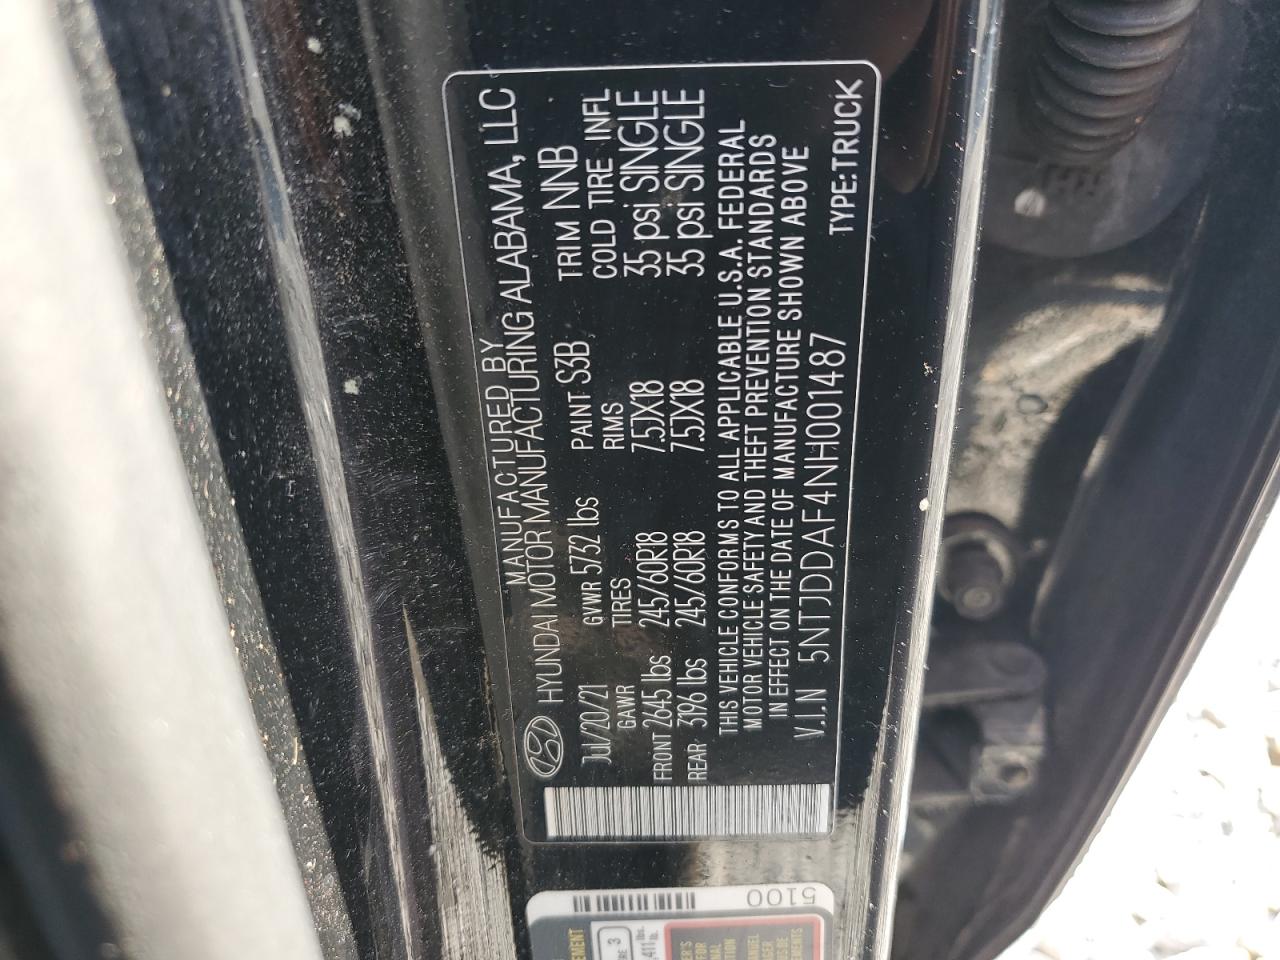 MANUFACTURED BY
HYUNDAI MOTOR MANUFACTURING ALABAMA, LLC
Jul/20/21 GVWR 5732 lbs PAINT S3B TRIM NNB
GAWR TIRES RIMS COLD TIRE INFL
FRONT 2645 lbs 245/60R18 7.5JX18 35 psi SINGLE
REAR 3196 lbs 245/60R18 7.5JX18 35 psi SINGLE
THIS VEHICLE CONFORMS TO ALL APPLICABLE U.S.A. FEDERAL
MOTOR VEHICLE SAFETY AND THEFT PREVENTION STANDARDS
IN EFFECT ON THE DATE OF MANUFACTURE SHOWN ABOVE
V.I.N 5NTJDDAF4NH001487
TYPE:TRUCK
5100
3